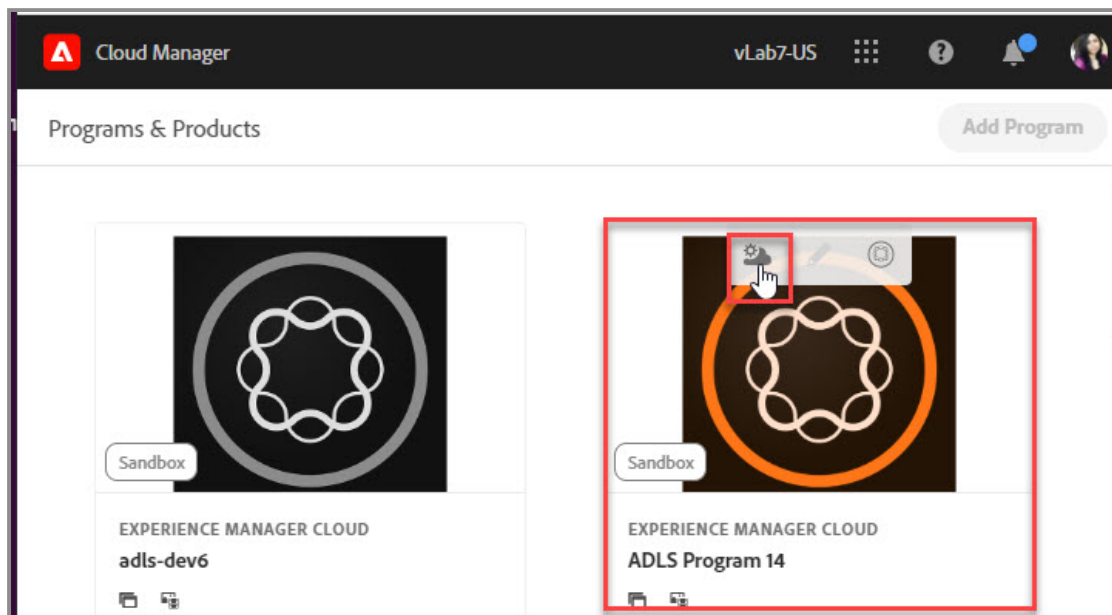 Cloud Manager
vLab7-US
Programs & Products
Add Program
Sandbox
EXPERIENCE MANAGER CLOUD
adls-dev6
Sandbox
EXPERIENCE MANAGER CLOUD
ADLS Program 14